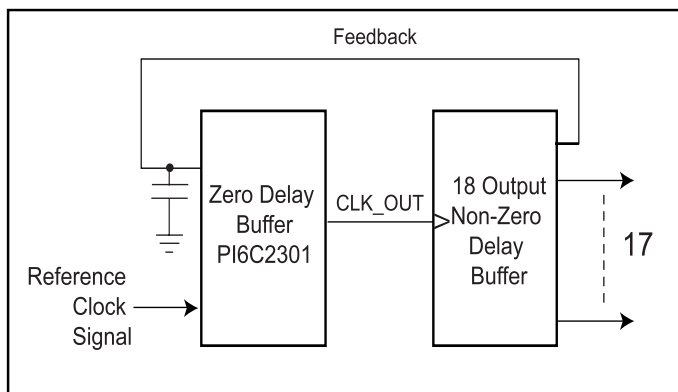 Feedback
Zero Delay
Buffer
PI6C2301
CLK_OUT
18 Output
Non-Zero
Delay
Buffer
17
Reference
Clock
Signal